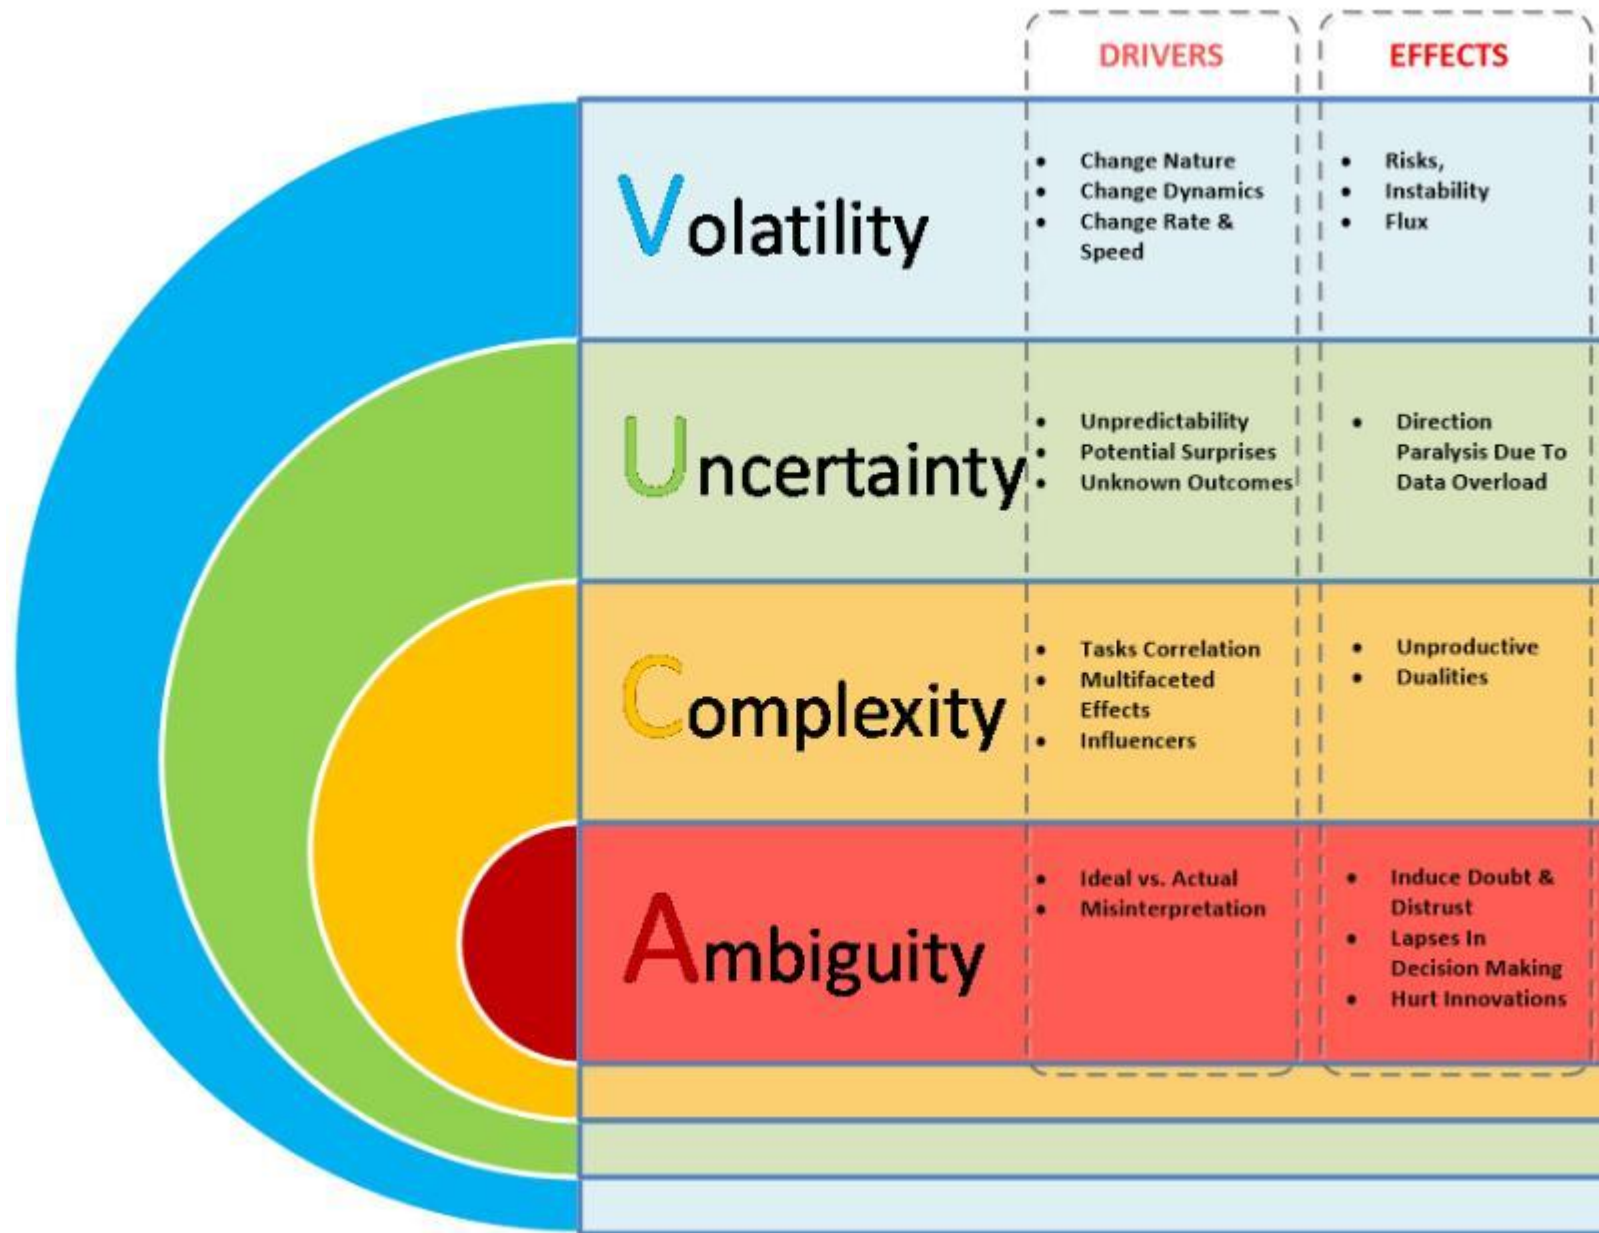 DRIVERS
EFFECTS
Volatility
• Change Nature
• Change Dynamics
• Change Rate &
Speed
• Risks,
• Instability
• Flux
Uncertainty
• Unpredictability
• Potential Surprises
• Unknown Outcomes
• Direction
Paralysis Due To
Data Overload
Complexity
• Tasks Correlation
• Multifaceted
Effects
• Influencers
• Unproductive
• Dualities
Ambiguity
• Ideal vs. Actual
• Misinterpretation
• Induce Doubt &
Distrust
• Lapses In
Decision Making
• Hurt Innovations